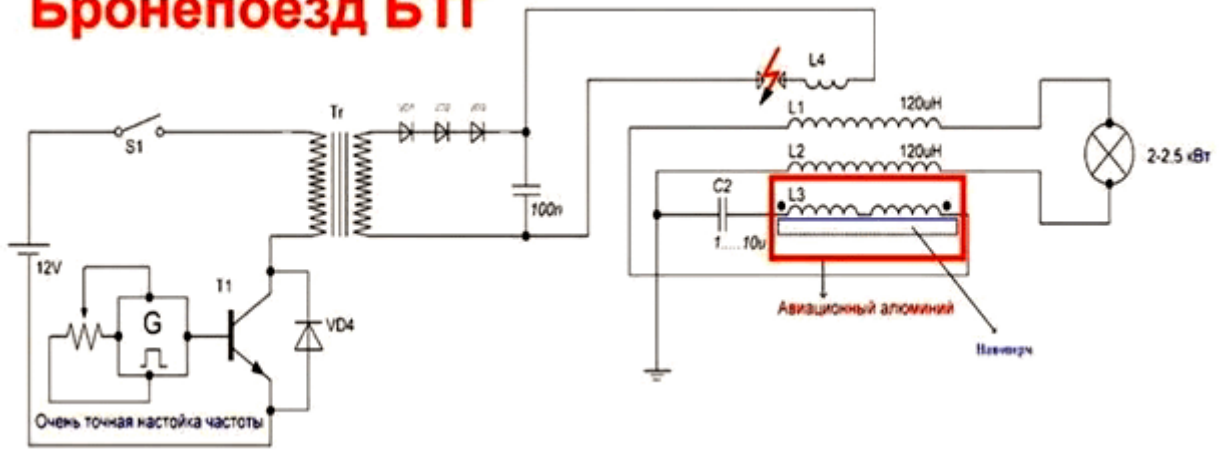 Бронепоезд БТГ
L4
Tr
L1
120uH
S1
L2
120uH
2-2.5 кВт
C2
L3
100n
1.....10u
12V
T1
G
VD4
Авиационный алюминий
Очень точная настойка частоты